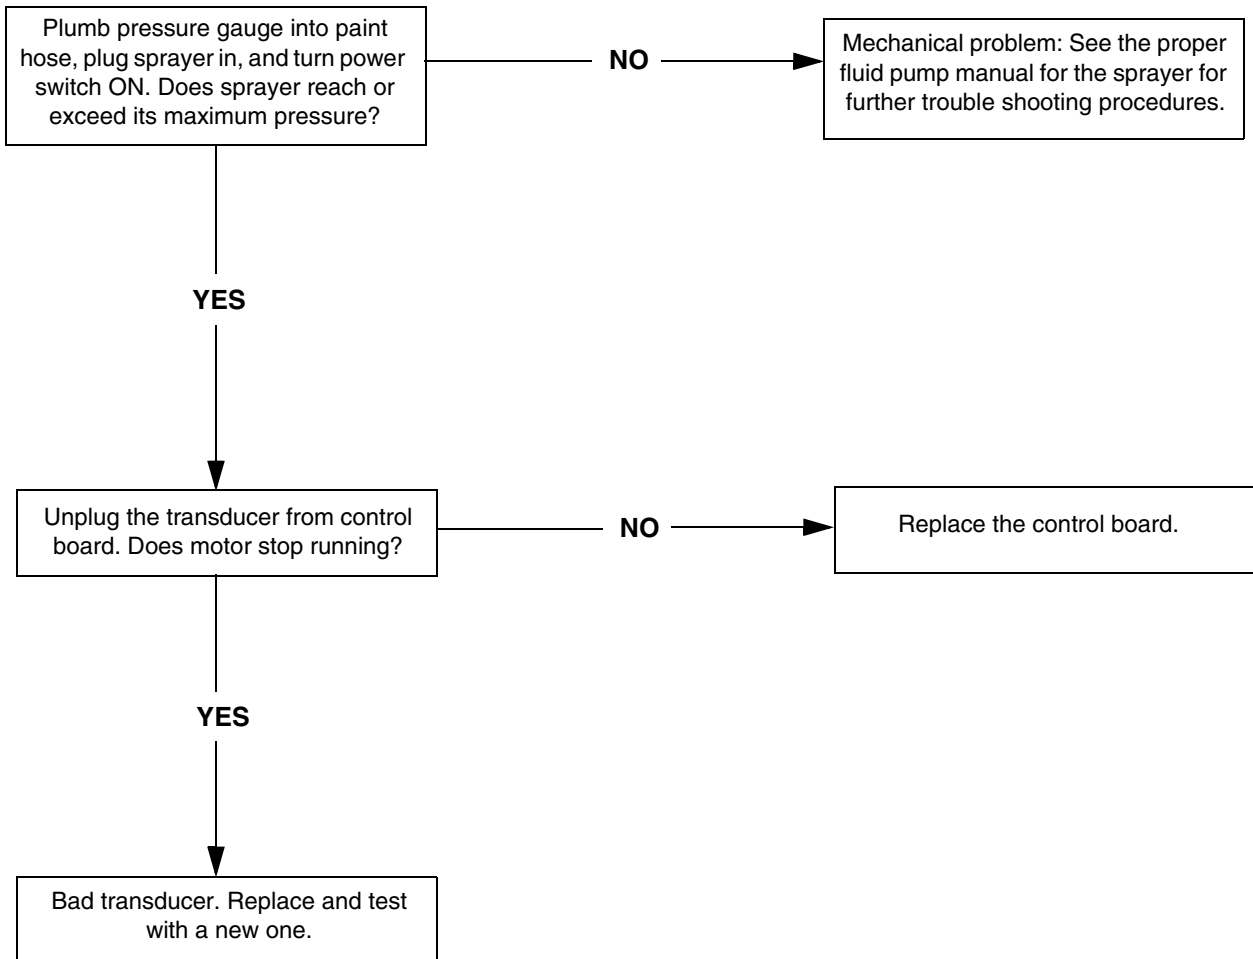 Plumb pressure gauge into paint
hose, plug sprayer in, and turn power
switch ON. Does sprayer reach or
exceed its maximum pressure?
NO
Mechanical problem: See the proper
fluid pump manual for the sprayer for
further trouble shooting procedures.
YES
Unplug the transducer from control
board. Does motor stop running?
NO
Replace the control board.
YES
Bad transducer. Replace and test
with a new one.